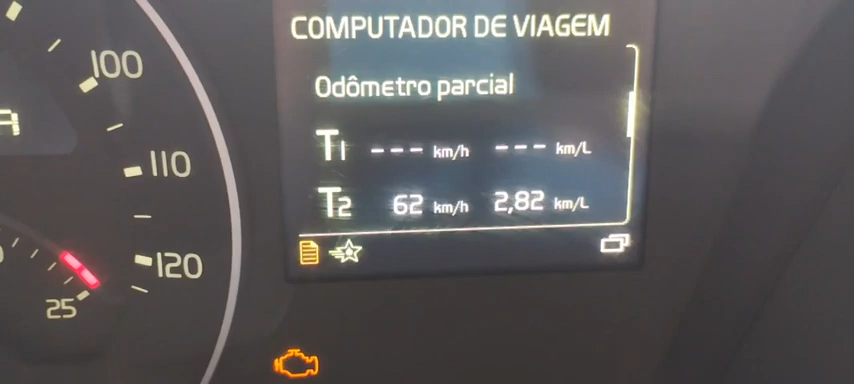 COMPUTADOR DE VIAGEM
Odômetro parcial
T1 --- km/h --- km/L
T2 62 km/h 2,82 km/L
100
110
120
25